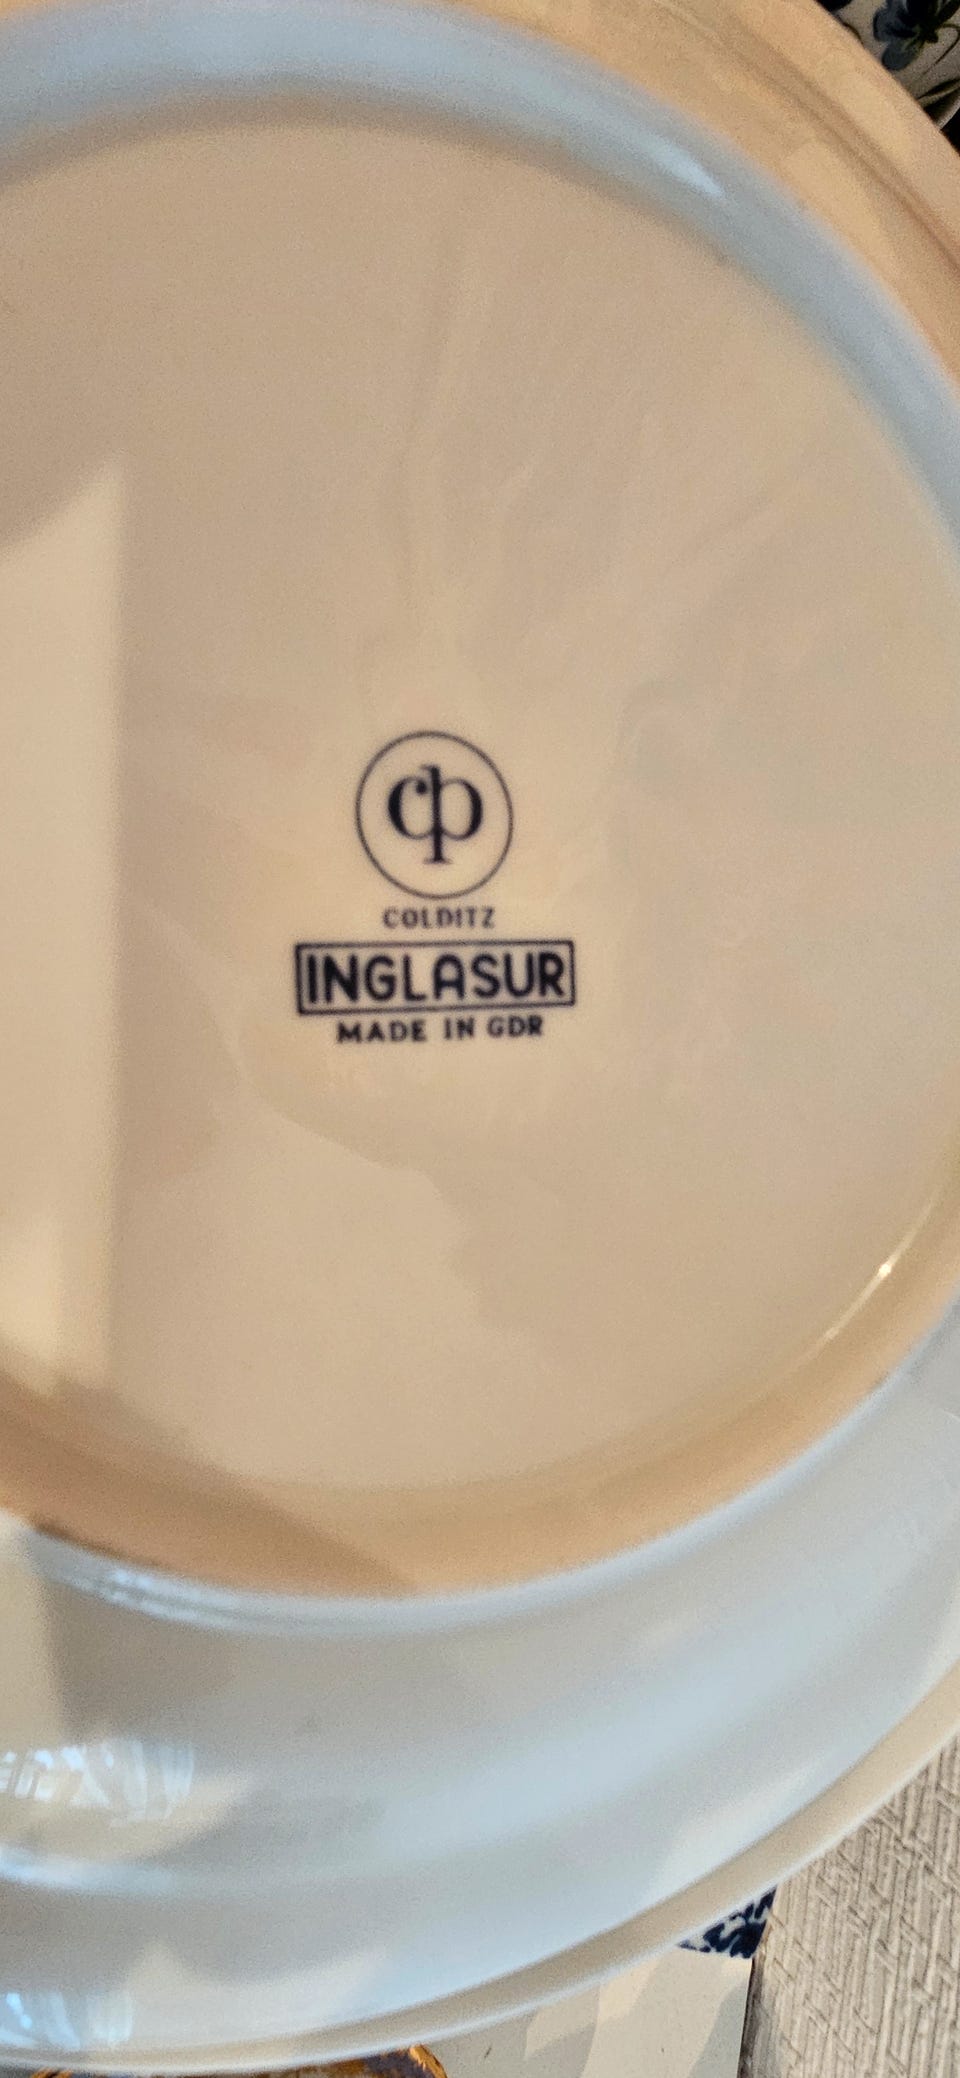 cp
COLDITZ
INGLASUR
MADE IN GDR